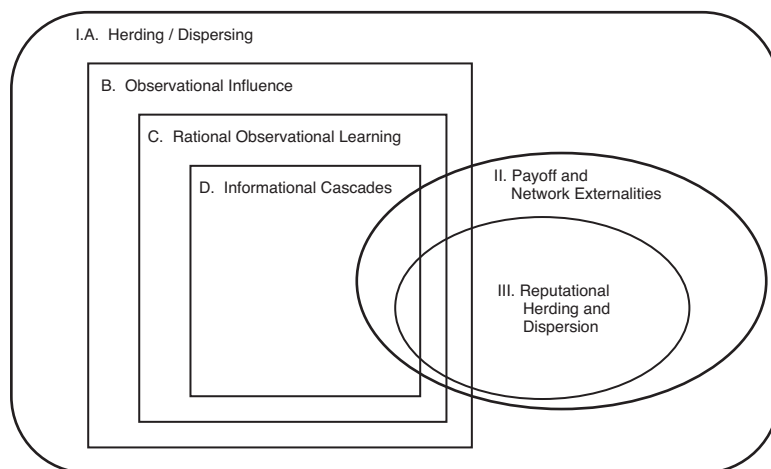 I.A. Herding / Dispersing
B. Observational Influence
C. Rational Observational Learning
D. Informational Cascades
II. Payoff and
Network Externalities
III. Reputational
Herding and
Dispersion